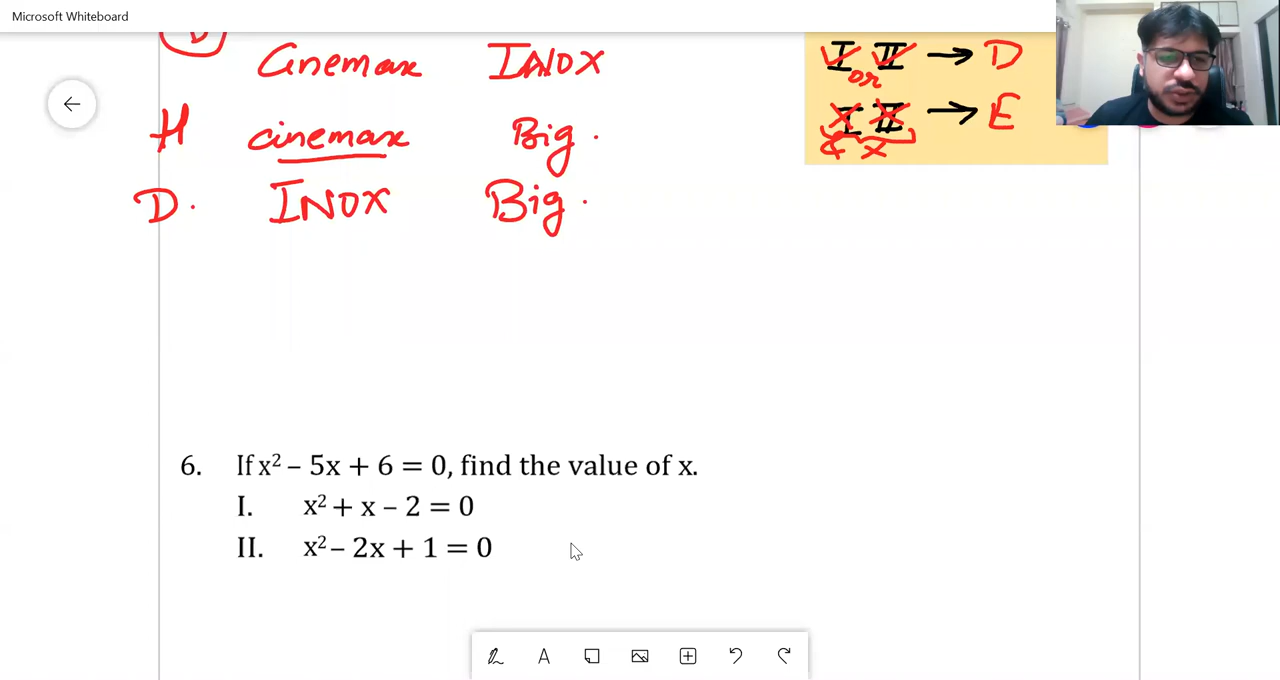 Microsoft Whiteboard
Cinemax INOX
H cinemax Big.
D. INOX Big.
I II → D
or
I II → E
& X
6. If x² – 5x + 6 = 0, find the value of x.
I. x² + x – 2 = 0
II. x² – 2x + 1 = 0
A